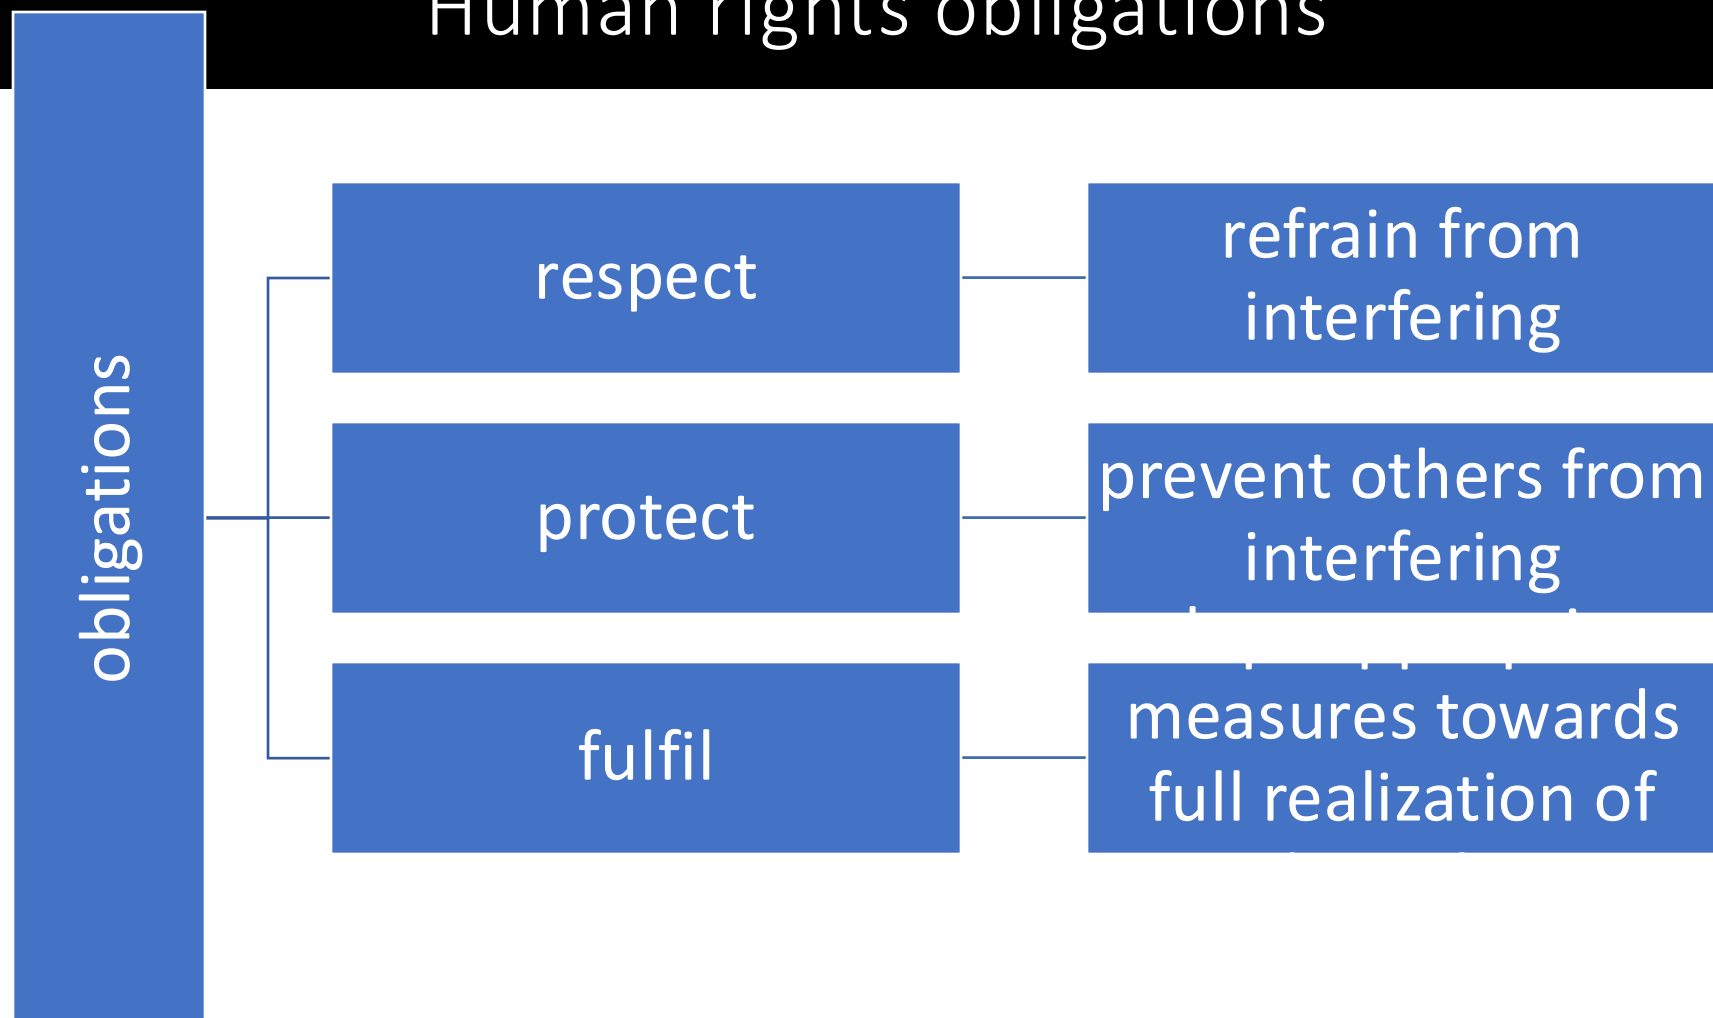 Human rights obligations
obligations
respect
refrain from
interfering
protect
prevent others from
interfering
fulfil
measures towards
full realization of